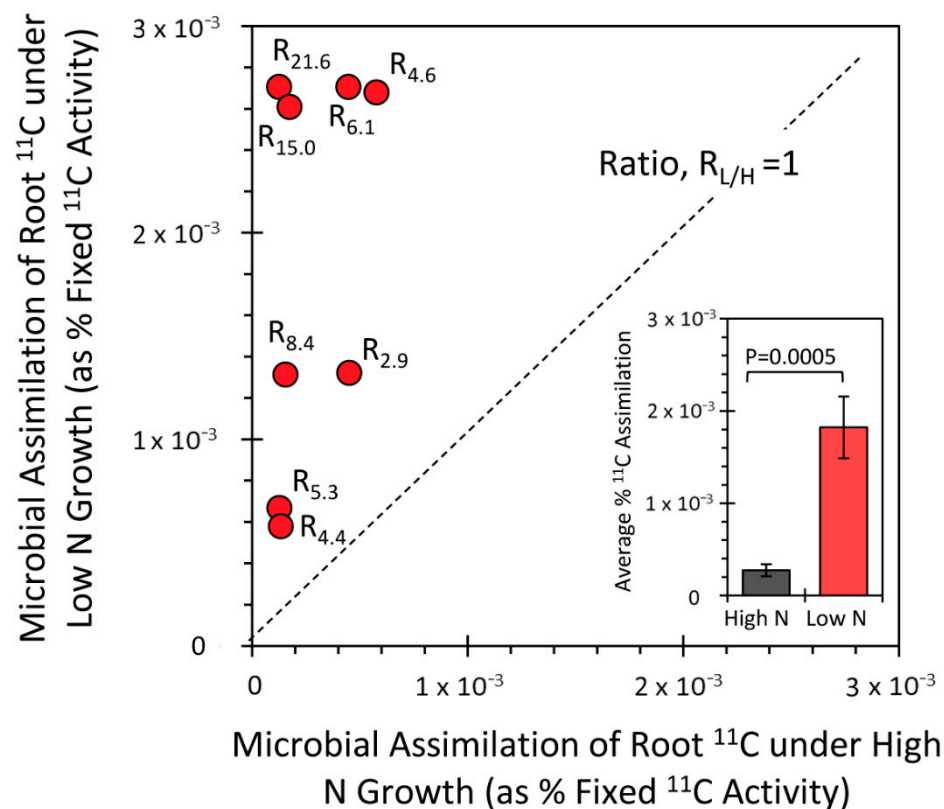 Microbial Assimilation of Root ¹¹C under
Low N Growth (as % Fixed ¹¹C Activity)
3 x 10⁻³
2 x 10⁻³
1 x 10⁻³
0
R₂₁.₆
R₄.₆
R₆.₁
R₁₅.₀
Ratio, R_L/H =1
R₈.₄
R₂.₉
R₅.₃
R₄.₄
Average % ¹¹C Assimilation
3 x 10⁻³
2 x 10⁻³
1 x 10⁻³
0
P=0.0005
High N
Low N
0
1 x 10⁻³
2 x 10⁻³
3 x 10⁻³
Microbial Assimilation of Root ¹¹C under High
N Growth (as % Fixed ¹¹C Activity)